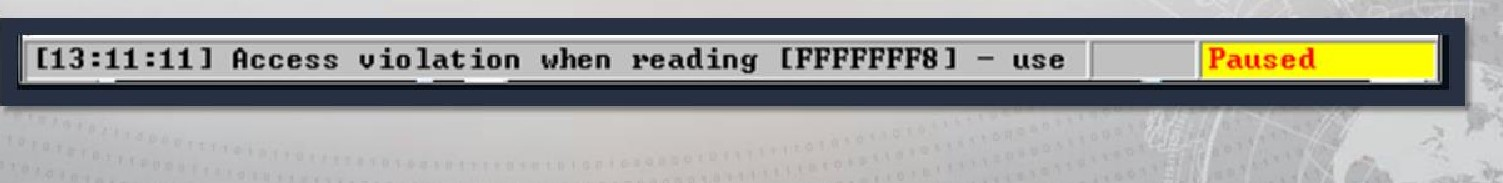 [13:11:11] Access violation when reading [FFFFFFF8] - use
Paused